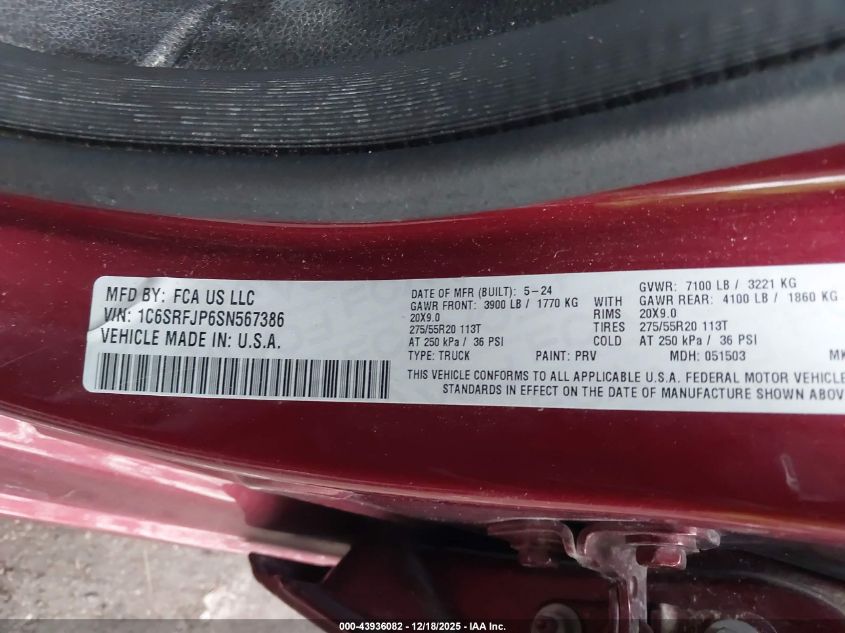 MFD BY: FCA US LLC
VIN: 1C6SRFJP6SN567386
VEHICLE MADE IN: U.S.A.
DATE OF MFR (BUILT): 5-24
GAWR FRONT: 3900 LB / 1770 KG
20X9.0
275/55R20 113T
AT 250 kPa / 36 PSI
TYPE: TRUCK PAINT: PRV MDH: 051503
RIMS
TIRES
COLD
GVWR: 7100 LB / 3221 KG
GAWR REAR: 4100 LB / 1860 KG
20X9.0
275/55R20 113T
AT 250 kPa / 36 PSI
THIS VEHICLE CONFORMS TO ALL APPLICABLE U.S.A. FEDERAL MOTOR VEHICLE
STANDARDS IN EFFECT ON THE DATE OF MANUFACTURE SHOWN ABOVE
000-43936082 - 12/18/2025 - IAA Inc.